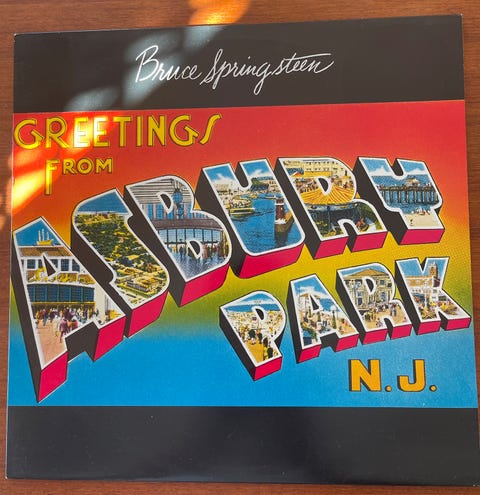 Bruce Springsteen
GREETINGS
FROM
ASBURY
PARK
N.J.